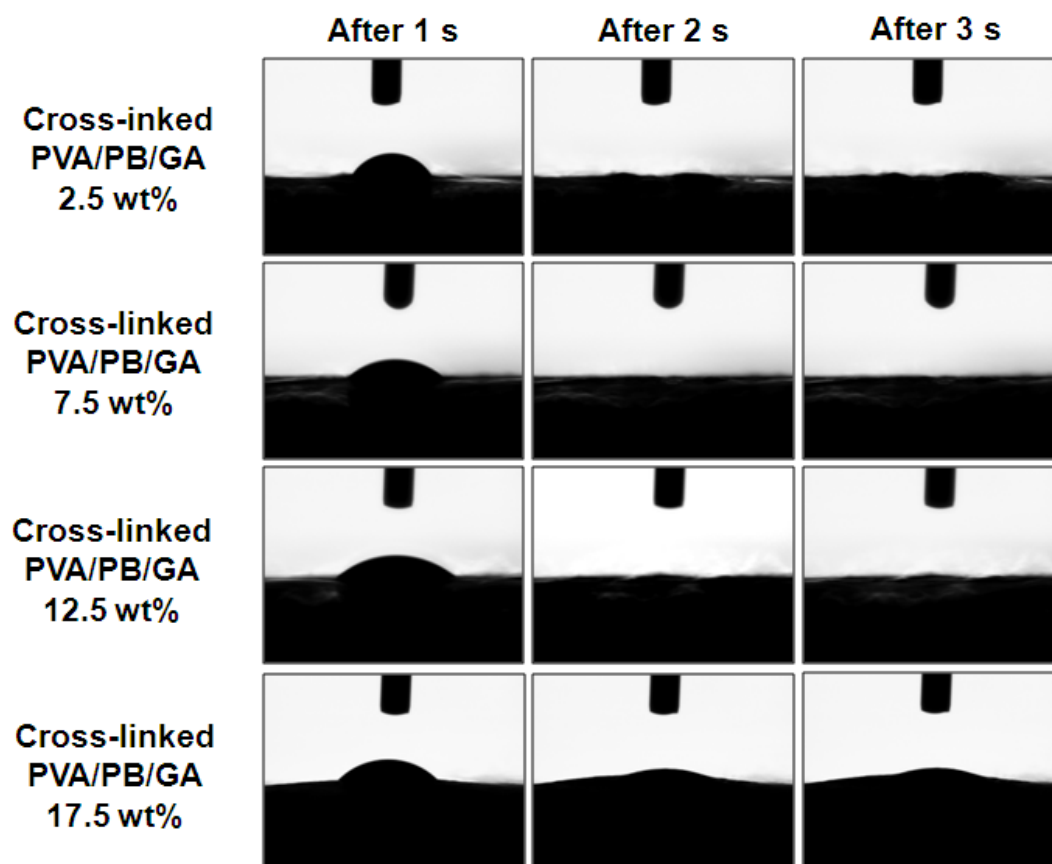 After 1 s After 2 s After 3 s
Cross-inked
PVA/PB/GA
2.5 wt%
Cross-linked
PVA/PB/GA
7.5 wt%
Cross-linked
PVA/PB/GA
12.5 wt%
Cross-linked
PVA/PB/GA
17.5 wt%